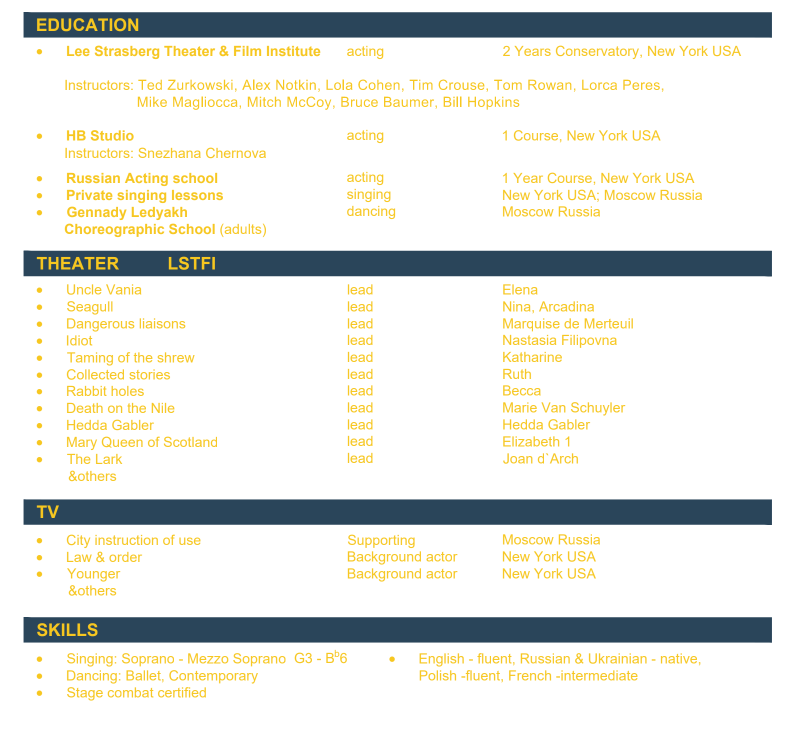 EDUCATION
• Lee Strasberg Theater & Film Institute acting 2 Years Conservatory, New York USA
Instructors: Ted Zurkowski, Alex Notkin, Lola Cohen, Tim Crouse, Tom Rowan, Lorca Peres,
Mike Magliocca, Mitch McCoy, Bruce Baumer, Bill Hopkins
• HB Studio acting 1 Course, New York USA
Instructors: Snezhana Chernova
• Russian Acting school acting 1 Year Course, New York USA
• Private singing lessons singing New York USA; Moscow Russia
• Gennady Ledyakh dancing Moscow Russia
Choreographic School (adults)
THEATER LSTFI
• Uncle Vania lead Elena
• Seagull lead Nina, Arcadina
• Dangerous liaisons lead Marquise de Merteuil
• Idiot lead Nastasia Filipovna
• Taming of the shrew lead Katharine
• Collected stories lead Ruth
• Rabbit holes lead Becca
• Death on the Nile lead Marie Van Schuyler
• Hedda Gabler lead Hedda Gabler
• Mary Queen of Scotland lead Elizabeth 1
• The Lark lead Joan d´Arch
&others
TV
• City instruction of use Supporting Moscow Russia
• Law & order Background actor New York USA
• Younger Background actor New York USA
&others
SKILLS
• Singing: Soprano - Mezzo Soprano G3 - Bb6 • English - fluent, Russian & Ukrainian - native,
• Dancing: Ballet, Contemporary Polish -fluent, French -intermediate
• Stage combat certified